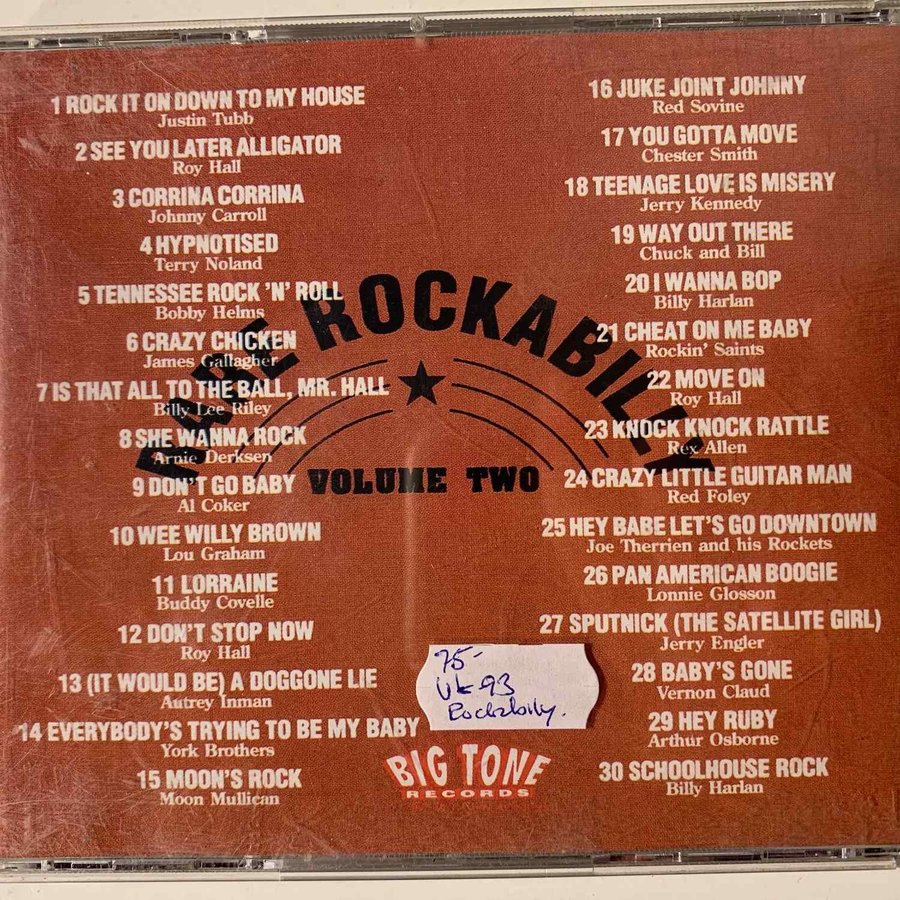 1 ROCK IT ON DOWN TO MY HOUSE
Justin Tubb
2 SEE YOU LATER ALLIGATOR
Roy Hall
3 CORRINA CORRINA
Johnny Carroll
4 HYPNOTISED
Terry Noland
5 TENNESSEE ROCK 'N' ROLL
Bobby Helms
6 CRAZY CHICKEN
James Gallagher
7 IS THAT ALL TO THE BALL, MR. HALL
Billy Lee Riley
8 SHE WANNA ROCK
Arnie Derksen
9 DON'T GO BABY
Al Coker
10 WEE WILLY BROWN
Lou Graham
11 LORRAINE
Buddy Covelle
12 DON'T STOP NOW
Roy Hall
13 (IT WOULD BE) A DOGGONE LIE
Autrey Inman
14 EVERYBODY'S TRYING TO BE MY BABY
York Brothers
15 MOON'S ROCK
Moon Mullican
RARE ROCKABILLY
VOLUME TWO
16 JUKE JOINT JOHNNY
Red Sovine
17 YOU GOTTA MOVE
Chester Smith
18 TEENAGE LOVE IS MISERY
Jerry Kennedy
19 WAY OUT THERE
Chuck and Bill
20 I WANNA BOP
Billy Harlan
21 CHEAT ON ME BABY
Rockin' Saints
22 MOVE ON
Roy Hall
23 KNOCK KNOCK RATTLE
Rex Allen
24 CRAZY LITTLE GUITAR MAN
Red Foley
25 HEY BABE LET'S GO DOWNTOWN
Joe Therrien and his Rockets
26 PAN AMERICAN BOOGIE
Lonnie Glosson
27 SPUTNICK (THE SATELLITE GIRL)
Jerry Engler
28 BABY'S GONE
Vernon Claud
29 HEY RUBY
Arthur Osborne
30 SCHOOLHOUSE ROCK
Billy Harlan
75-
UK-93
Rockabilly.
BIG TONE
RECORDS